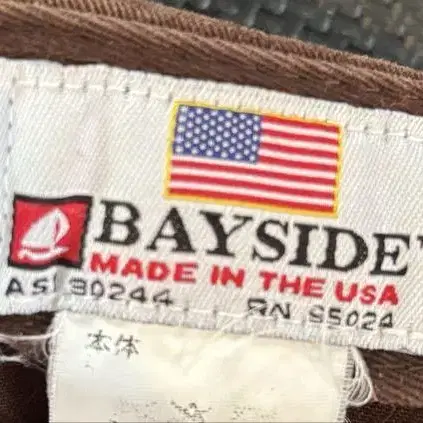 BAYSIDE
MADE IN THE USA
ASI 30244 RN 95024
本体